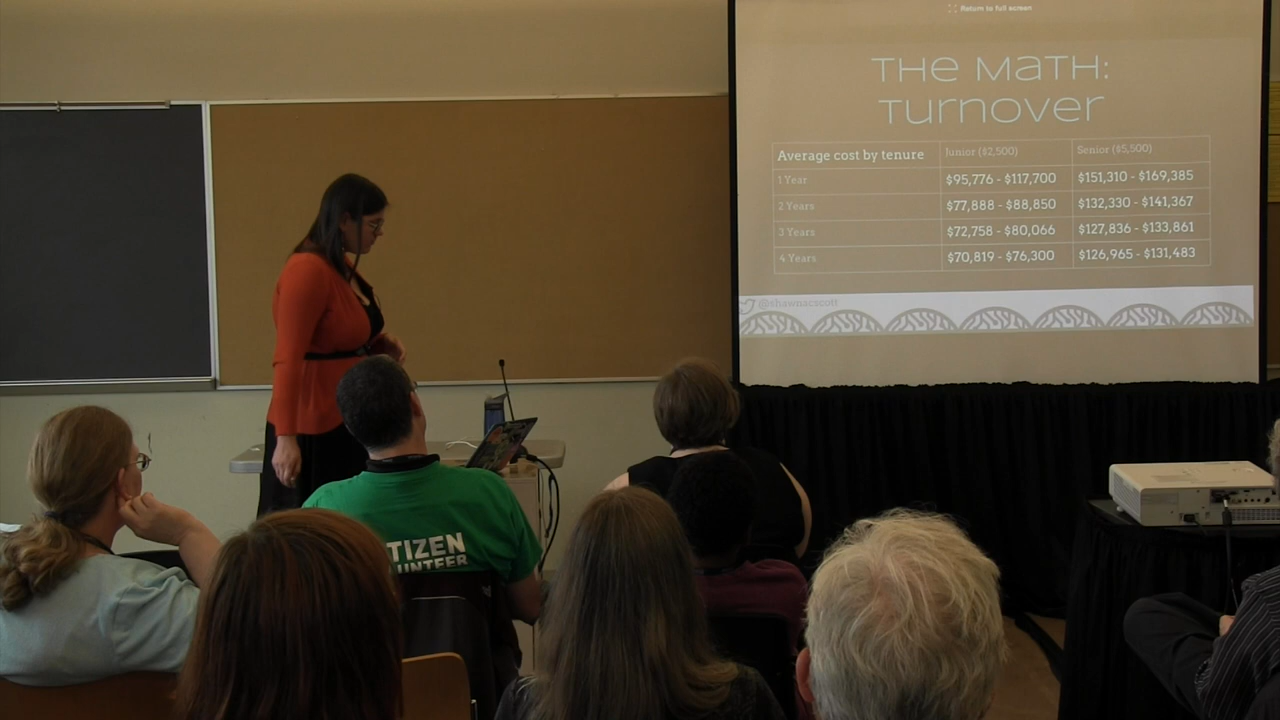 Return to full screen
THE MATH:
TURNOVER
Average cost by tenure Junior ($2,500) Senior ($5,500)
1 Year $95,776 - $117,700 $151,310 - $169,385
2 Years $77,888 - $88,850 $132,330 - $141,367
3 Years $72,758 - $80,066 $127,836 - $133,861
4 Years $70,819 - $76,300 $126,965 - $131,483
@shawnacscott
TIZEN
UNTEER